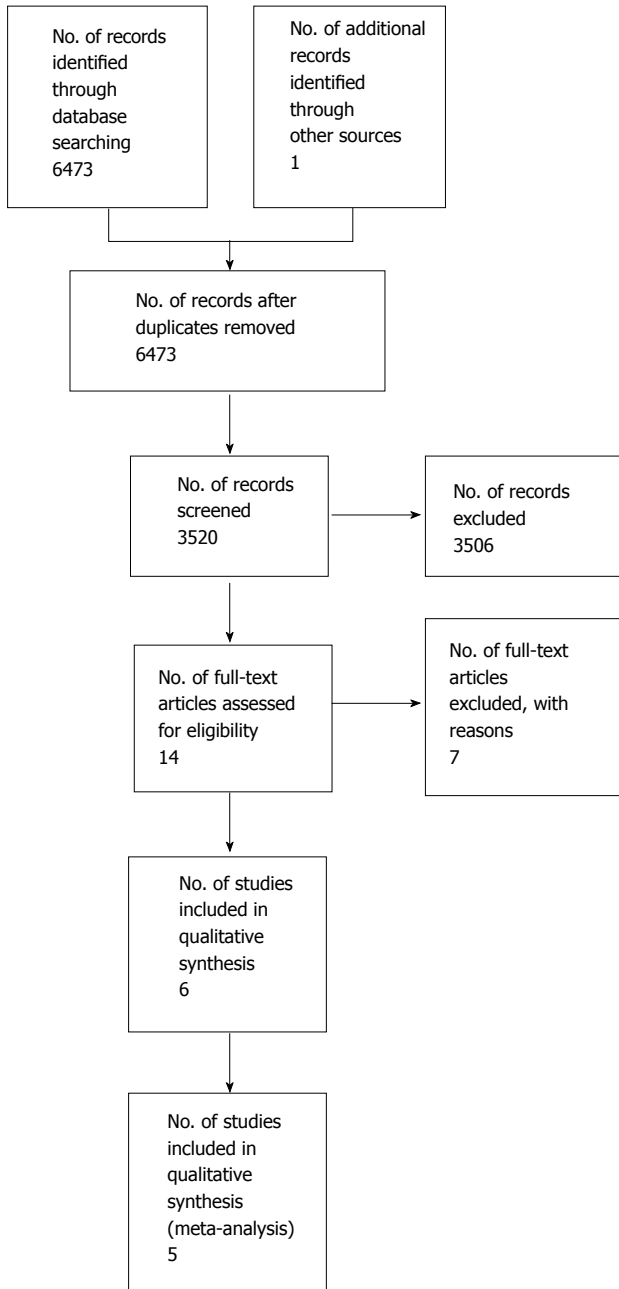 No. of records
identified
through
database
searching
6473
No. of additional
records
identified
through
other sources
1
No. of records after
duplicates removed
6473
No. of records
screened
3520
No. of records
excluded
3506
No. of full-text
articles assessed
for eligibility
14
No. of full-text
articles
excluded, with
reasons
7
No. of studies
included in
qualitative
synthesis
6
No. of studies
included in
qualitative
synthesis
(meta-analysis)
5